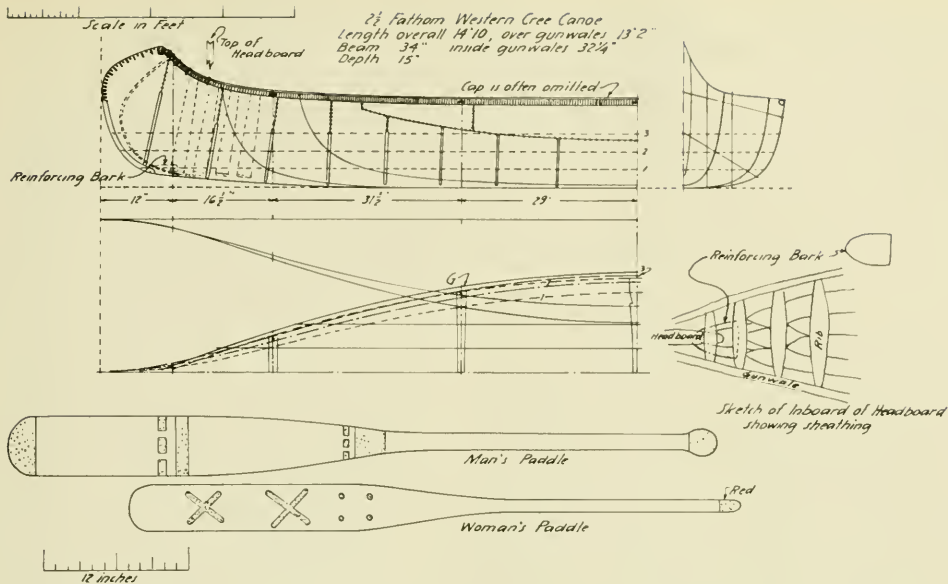 Scale in Feet
2½ Fathom Western Cree Canoe
Length overall 14'10, over gunwales 13'2"
Beam 34" inside gunwales 32¼"
Depth 15"
Top of
Headboard
Cap is often omitted
3
2
1
Reinforcing Bark
12"
16½"
31½"
29"
G
3
2
1
Reinforcing Bark
Headboard
Rib
Gunwale
Sketch of Inboard of Headboard
showing sheathing
Man's Paddle
Red
Woman's Paddle
12 inches